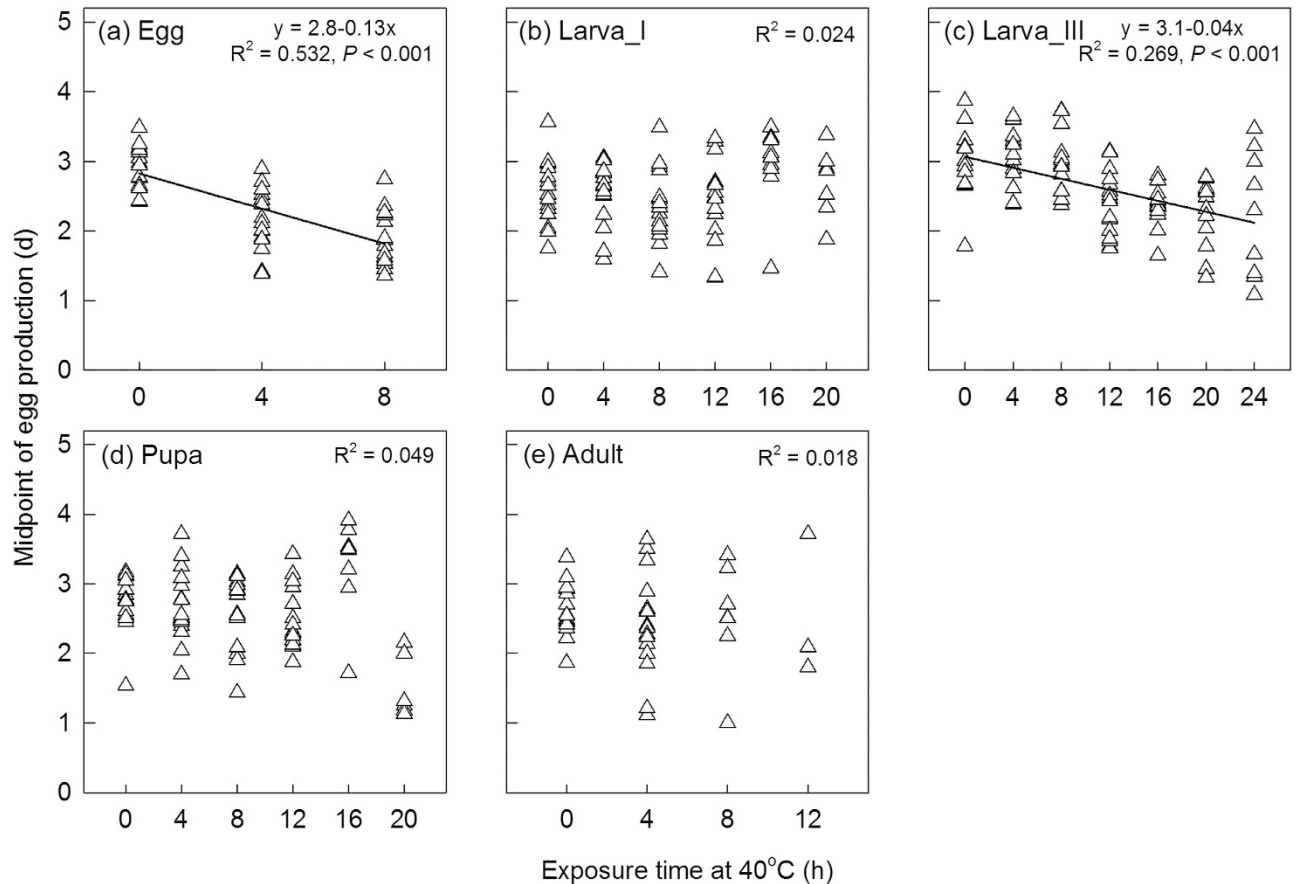 Midpoint of egg production (d)
(a) Egg
y = 2.8-0.13x
R² = 0.532, P < 0.001
5
4
3
2
1
0
0 4 8
(b) Larva_I
R² = 0.024
0 4 8 12 16 20
(c) Larva_III
y = 3.1-0.04x
R² = 0.269, P < 0.001
0 4 8 12 16 20 24
(d) Pupa
R² = 0.049
5
4
3
2
1
0
0 4 8 12 16 20
(e) Adult
R² = 0.018
0 4 8 12
Exposure time at 40°C (h)